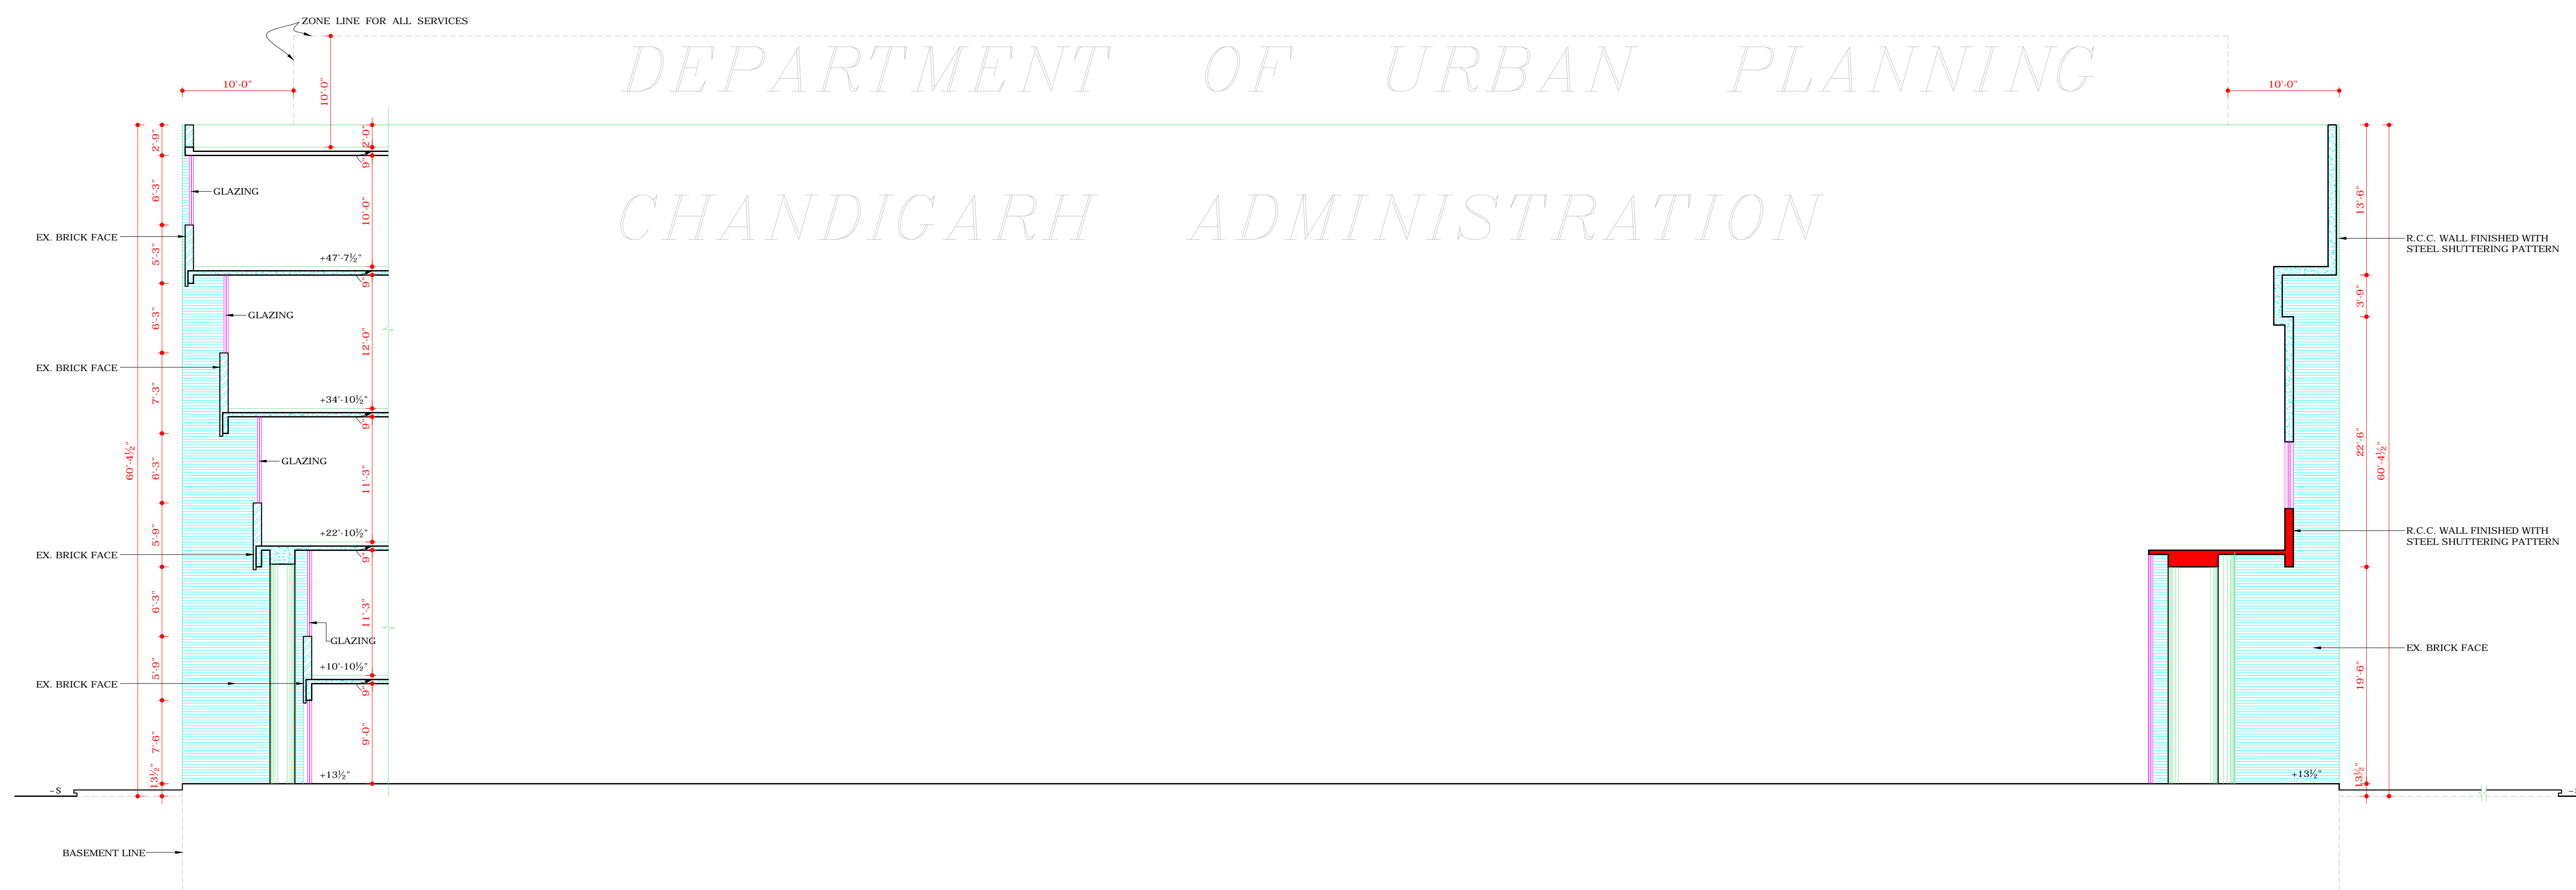 ZONE LINE FOR ALL SERVICES
DEPARTMENT OF URBAN PLANNING
CHANDIGARH ADMINISTRATION
10'-0"
10'-0"
10'-0"
2'-9"
6'-3"
5'-3"
6'-3"
7'-3"
6'-3"
5'-9"
6'-3"
5'-9"
7'-6"
13½"
60'-4½"
2'-0"
9"
10'-0"
9"
12'-0"
9"
11'-3"
9"
11'-3"
9"
9'-0"
GLAZING
EX. BRICK FACE
+47'-7½"
GLAZING
EX. BRICK FACE
+34'-10½"
GLAZING
+22'-10½"
EX. BRICK FACE
GLAZING
+10'-10½"
EX. BRICK FACE
+13½"
-S
BASEMENT LINE
13'-6"
3'-9"
22'-6"
19'-6"
13½"
60'-4½"
R.C.C. WALL FINISHED WITH
STEEL SHUTTERING PATTERN
R.C.C. WALL FINISHED WITH
STEEL SHUTTERING PATTERN
EX. BRICK FACE
+13½"